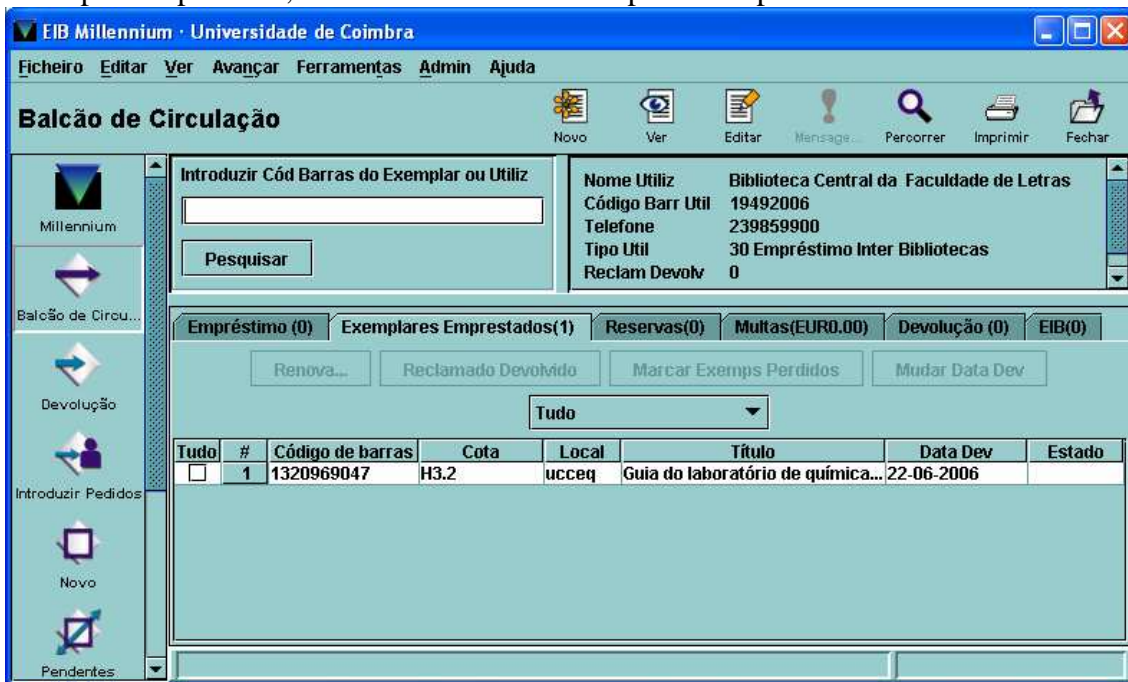 EIB Millennium · Universidade de Coimbra
Ficheiro Editar Ver Avançar Ferramentas Admin Ajuda
Balcão de Circulação
Novo Ver Editar Mensage... Percorrer Imprimir Fechar
Millennium
Balcão de Circu...
Devolução
Introduzir Pedidos
Novo
Pendentes
Introduzir Cód Barras do Exemplar ou Utiliz
Pesquisar
Nome Utiliz Biblioteca Central da Faculdade de Letras
Código Barr Util 19492006
Telefone 239859900
Tipo Util 30 Empréstimo Inter Bibliotecas
Reclam Devolv 0
Empréstimo (0) Exemplares Emprestados(1) Reservas(0) Multas(EUR0.00) Devolução (0) EIB(0)
Renova... Reclamado Devolvido Marcar Exemps Perdidos Mudar Data Dev
Tudo
Tudo # Código de barras Cota Local Título Data Dev Estado
1 1320969047 H3.2 ucceq Guia do laboratório de química... 22-06-2006